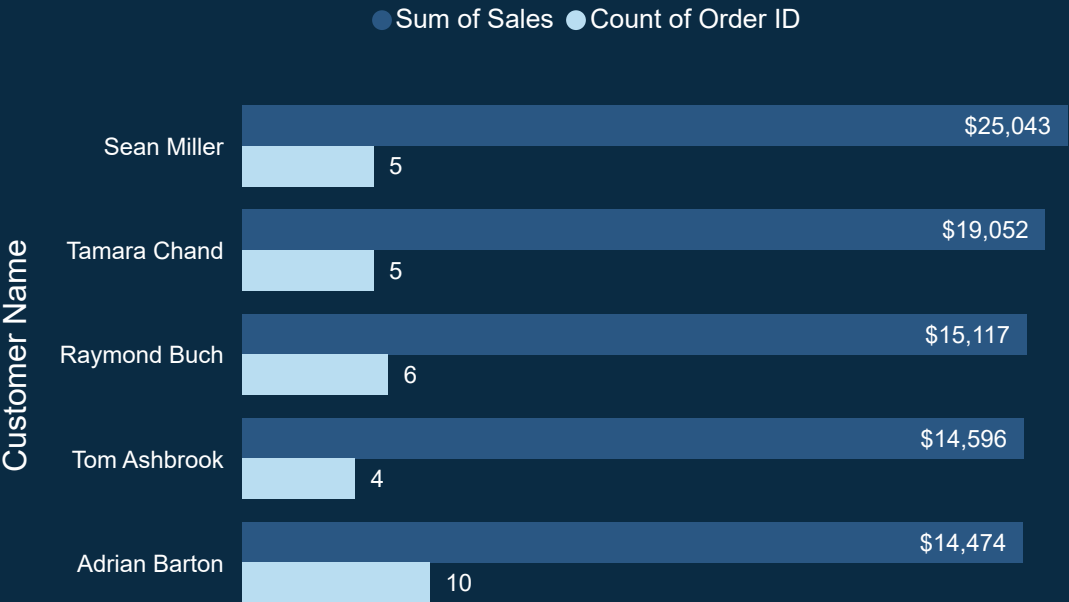 Sum of Sales Count of Order ID
Customer Name
Sean Miller
$25,043
5
Tamara Chand
$19,052
5
Raymond Buch
$15,117
6
Tom Ashbrook
$14,596
4
Adrian Barton
$14,474
10